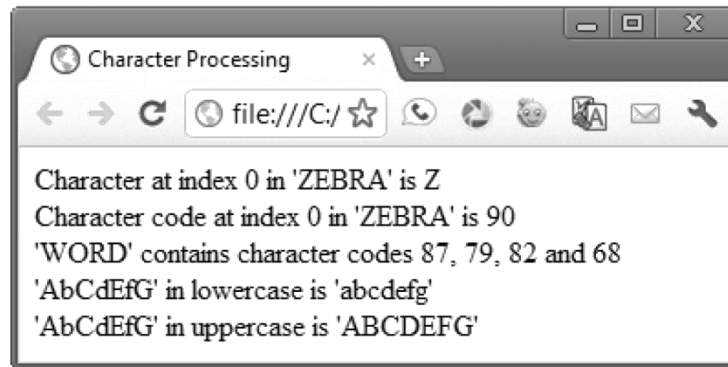 Character Processing
file:///C:/
Character at index 0 in 'ZEBRA' is Z
Character code at index 0 in 'ZEBRA' is 90
'WORD' contains character codes 87, 79, 82 and 68
'AbCdEfG' in lowercase is 'abcdefg'
'AbCdEfG' in uppercase is 'ABCDEFG'